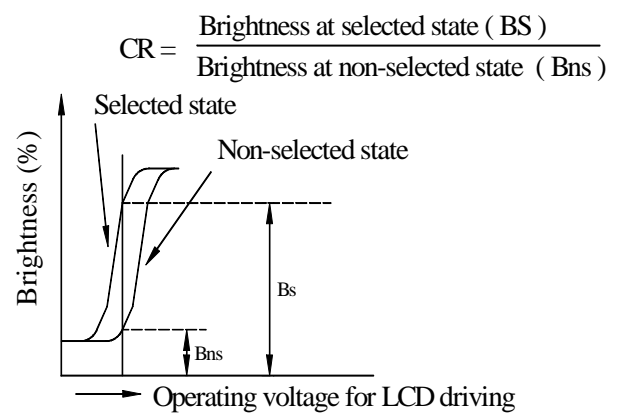 CR = Brightness at selected state ( BS )
Brightness at non-selected state ( Bns )
Selected state
Non-selected state
Brightness (%)
Bs
Bns
Operating voltage for LCD driving